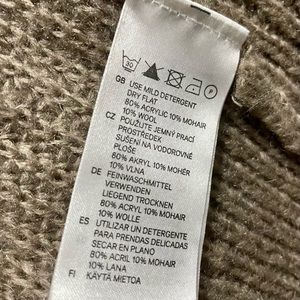 30
P
GB USE MILD DETERGENT
DRY FLAT
80% ACRYLIC 10% MOHAIR
10% WOOL
CZ POUŽIJTE JEMNÝ PRACÍ
PROSTŘEDEK
SUŠENÍ NA VODOROVNÉ
PLOŠE
80% AKRYL 10% MOHÉR
10% VLNA
DE FEINWASCHMITTEL
VERWENDEN
LIEGEND TROCKNEN
80% ACRYL 10% MOHAIR
10% WOLLE
ES UTILIZAR UN DETERGENTE
PARA PRENDAS DELICADAS
SECAR EN PLANO
80% ACRIL 10% MOHAIR
10% LANA
FI KÄYTÄ MIETOA